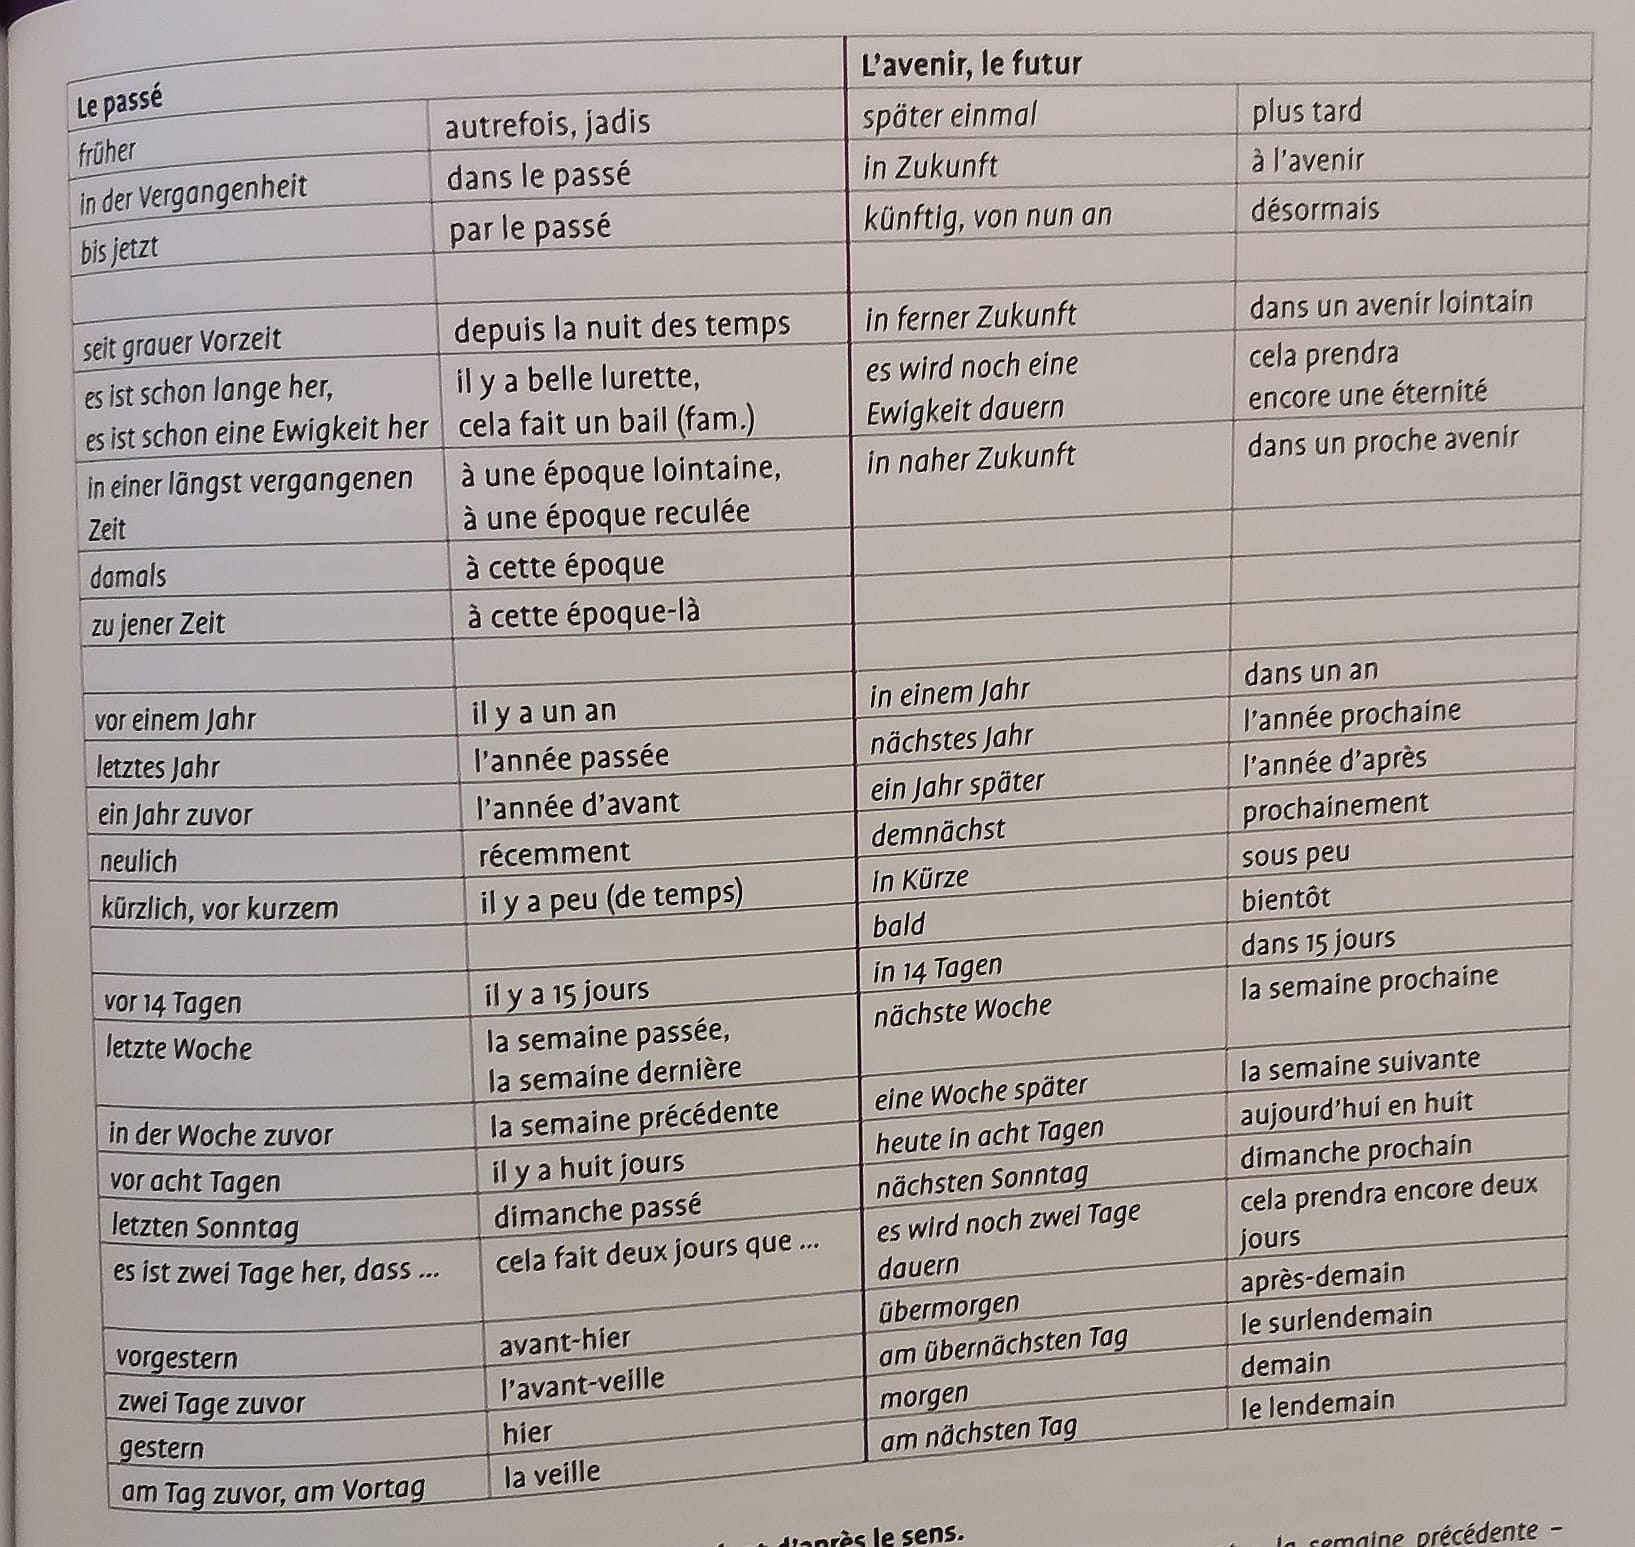 Le passé
L'avenir, le futur
früher autrefois, jadis später einmal plus tard
in der Vergangenheit dans le passé in Zukunft à l'avenir
bis jetzt par le passé künftig, von nun an désormais
seit grauer Vorzeit depuis la nuit des temps in ferner Zukunft dans un avenir lointain
es ist schon lange her, il y a belle lurette, es wird noch eine cela prendra
es ist schon eine Ewigkeit her cela fait un bail (fam.) Ewigkeit dauern encore une éternité
in einer längst vergangenen à une époque lointaine, in naher Zukunft dans un proche avenir
Zeit à une époque reculée
damals à cette époque
zu jener Zeit à cette époque-là
vor einem Jahr il y a un an in einem Jahr dans un an
letztes Jahr l'année passée nächstes Jahr l'année prochaine
ein Jahr zuvor l'année d'avant ein Jahr später l'année d'après
neulich récemment demnächst prochainement
kürzlich, vor kurzem il y a peu (de temps) in Kürze sous peu
bald bientôt
vor 14 Tagen il y a 15 jours in 14 Tagen dans 15 jours
letzte Woche la semaine passée, nächste Woche la semaine prochaine
la semaine dernière
in der Woche zuvor la semaine précédente eine Woche später la semaine suivante
vor acht Tagen il y a huit jours heute in acht Tagen aujourd'hui en huit
letzten Sonntag dimanche passé nächsten Sonntag dimanche prochain
es ist zwei Tage her, dass ... cela fait deux jours que ... es wird noch zwei Tage cela prendra encore deux
dauern jours
vorgestern avant-hier übermorgen après-demain
zwei Tage zuvor l'avant-veille am übernächsten Tag le surlendemain
gestern hier morgen demain
am Tag zuvor, am Vortag la veille am nächsten Tag le lendemain
d'après le sens.
la semaine précédente –